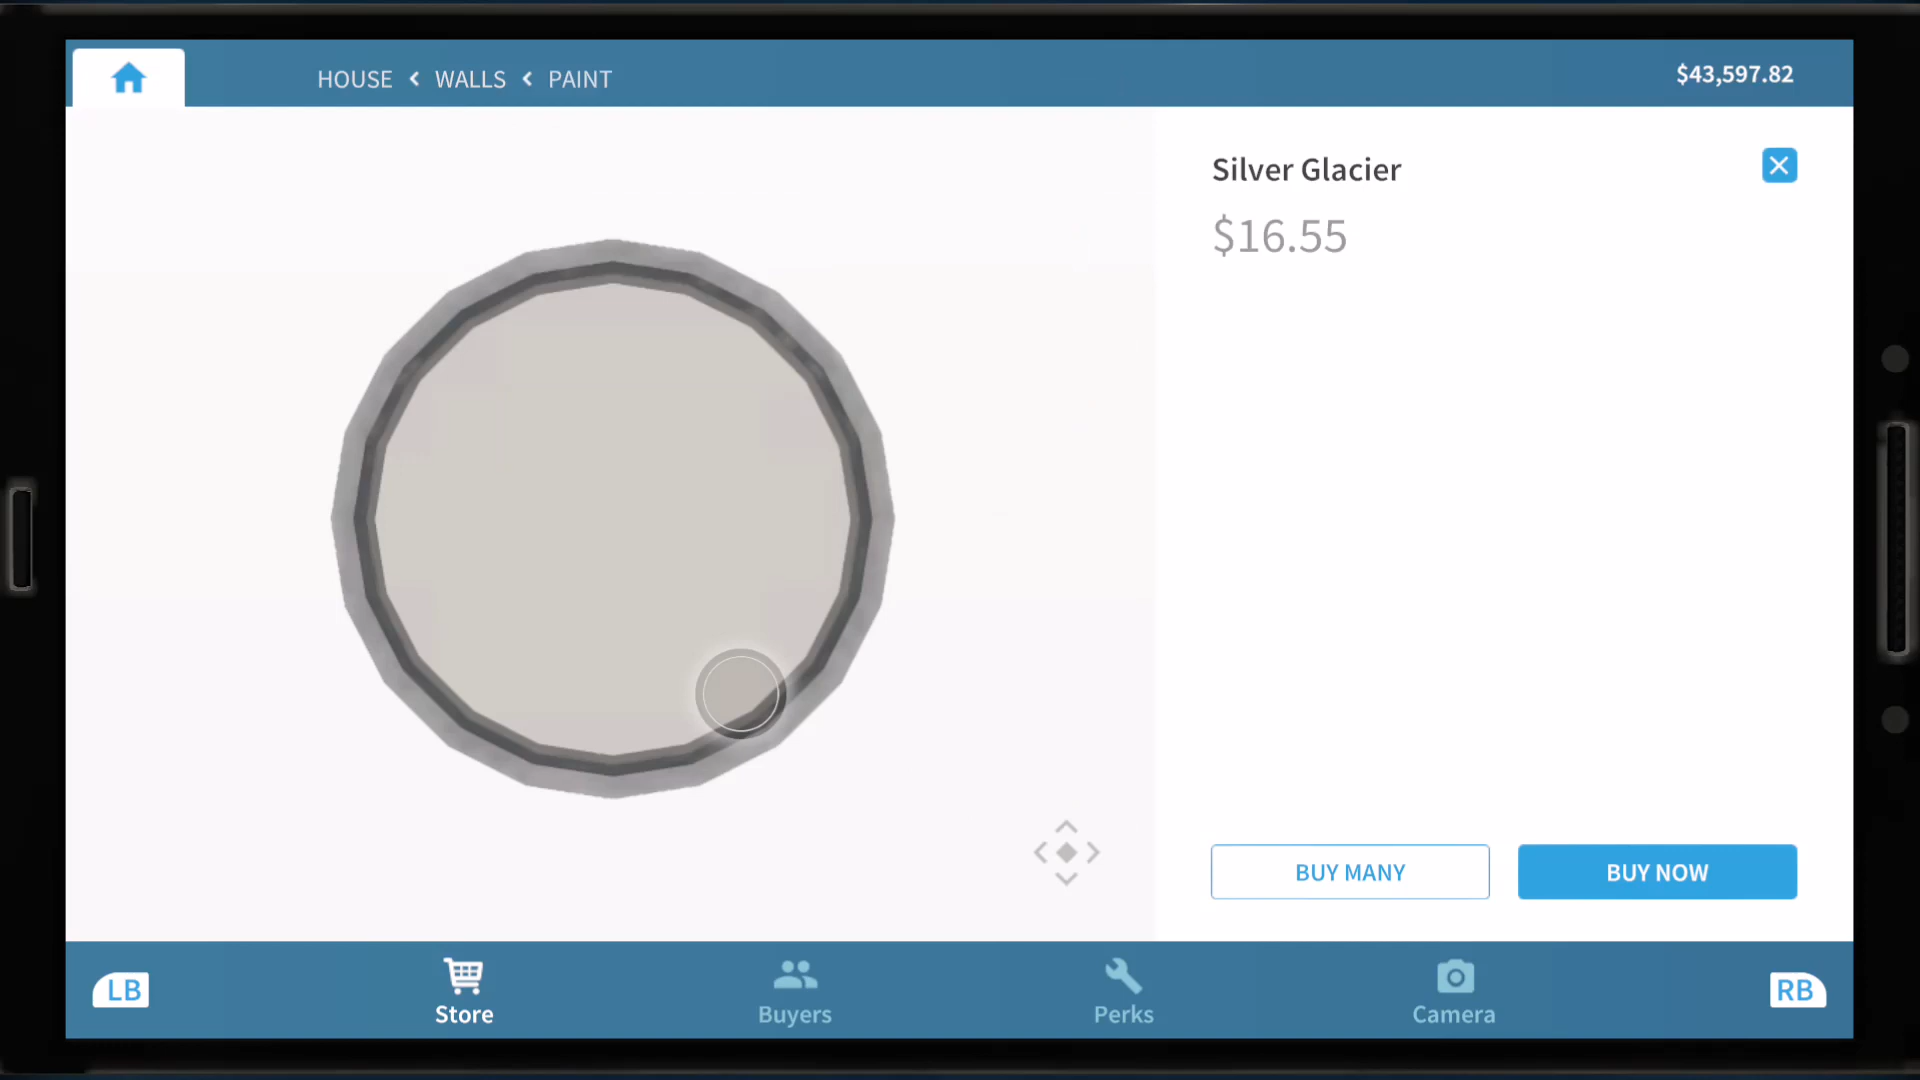 HOUSE < WALLS < PAINT
$43,597.82
Silver Glacier
$16.55
BUY MANY
BUY NOW
LB
Store
Buyers
Perks
Camera
RB